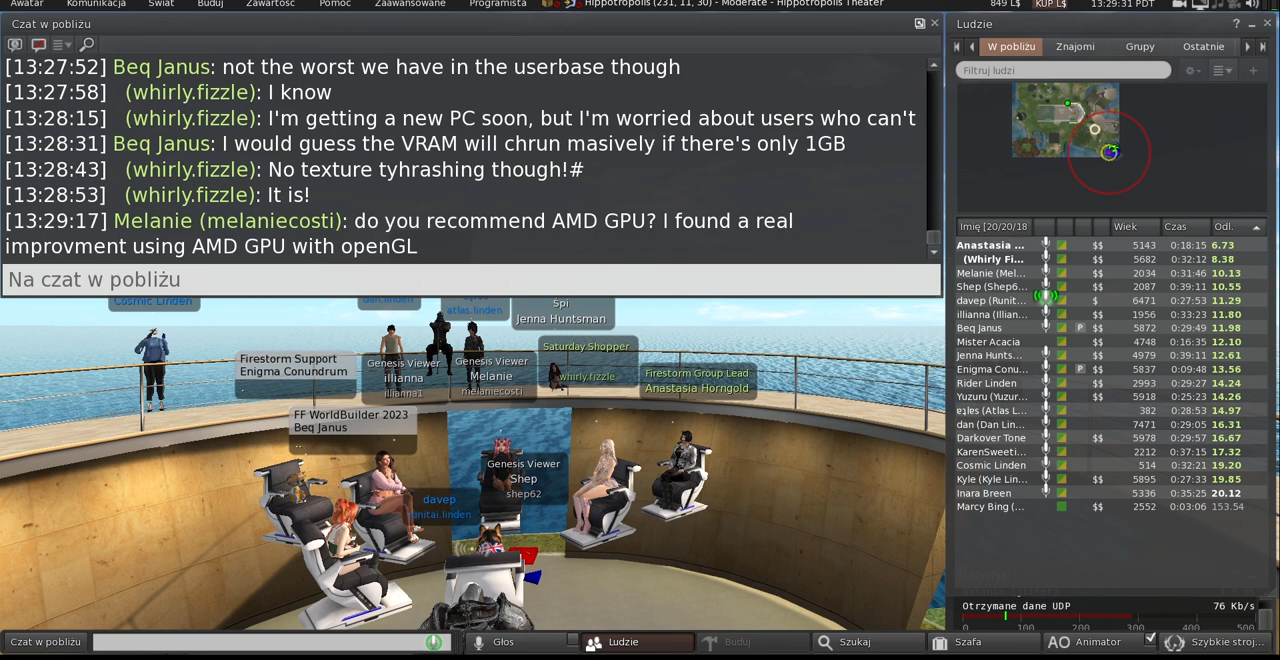 Awatar Komunikacja Świat Buduj Zawartość Pomoc Zaawansowane Programista Hippotropolis (231, 11, 30) - Moderate - Hippotropolis Theater 849 L$ KUP L$ 13:29:31 PDT
Czat w pobliżu
[13:27:52] Beq Janus: not the worst we have in the userbase though
[13:27:58] (whirly.fizzle): I know
[13:28:15] (whirly.fizzle): I'm getting a new PC soon, but I'm worried about users who can't
[13:28:31] Beq Janus: I would guess the VRAM will chrun masively if there's only 1GB
[13:28:43] (whirly.fizzle): No texture tyhrashing though!#
[13:28:53] (whirly.fizzle): It is!
[13:29:17] Melanie (melaniecosti): do you recommend AMD GPU? I found a real
improvment using AMD GPU with openGL
Na czat w pobliżu
Cosmic Linden
dan.linden
atlas.linden
Spi
Jenna Huntsman
Firestorm Support
Enigma Conundrum
Genesis Viewer
illianna
illianna1
Genesis Viewer
Melanie
melaniecosti
Saturday Shopper
whirly.fizzle
Firestorm Group Lead
Anastasia Horngold
FF WorldBuilder 2023
Beq Janus
Genesis Viewer
Shep
shep62
davep
runitai.linden
Ludzie
W pobliżu Znajomi Grupy Ostatnie
Filtruj ludzi
Imię [20/20/18 Wiek Czas Odl.
Anastasia ... $$ 5143 0:18:15 6.73
(Whirly Fi... $$ 5682 0:32:12 8.38
Melanie (Mel... $$ 2034 0:31:46 10.13
Shep (Shep6... $$ 2087 0:39:11 10.55
davep (Runit... $ 6471 0:27:53 11.29
illianna (Illian... $$ 1956 0:33:23 11.80
Beq Janus P $$ 5872 0:29:49 11.98
Mister Acacia $$ 4748 0:16:35 12.10
Jenna Hunts... $$ 4979 0:39:11 12.61
Enigma Conu... P $$ 5837 0:09:48 13.56
Rider Linden $$ 2993 0:29:27 14.24
Yuzuru (Yuzur... $$ 5918 0:25:23 14.26
(Atlas L... 382 0:28:53 14.97
dan (Dan Lin... 7471 0:29:05 16.31
Darkover Tone $$ 5978 0:29:57 16.67
KarenSweeti... 2212 0:37:15 17.32
Cosmic Linden 514 0:32:21 19.20
Kyle (Kyle Lin... $$ 5895 0:27:33 19.85
Inara Breen 5336 0:35:25 20.12
Marcy Bing (... $$ 2552 0:03:06 153.54
Otrzymane dane UDP 76 Kb/s
0 100 200 300 400 500
Czat w pobliżu Głos Ludzie Buduj Szukaj Szafa AO Animator Szybkie stroj...